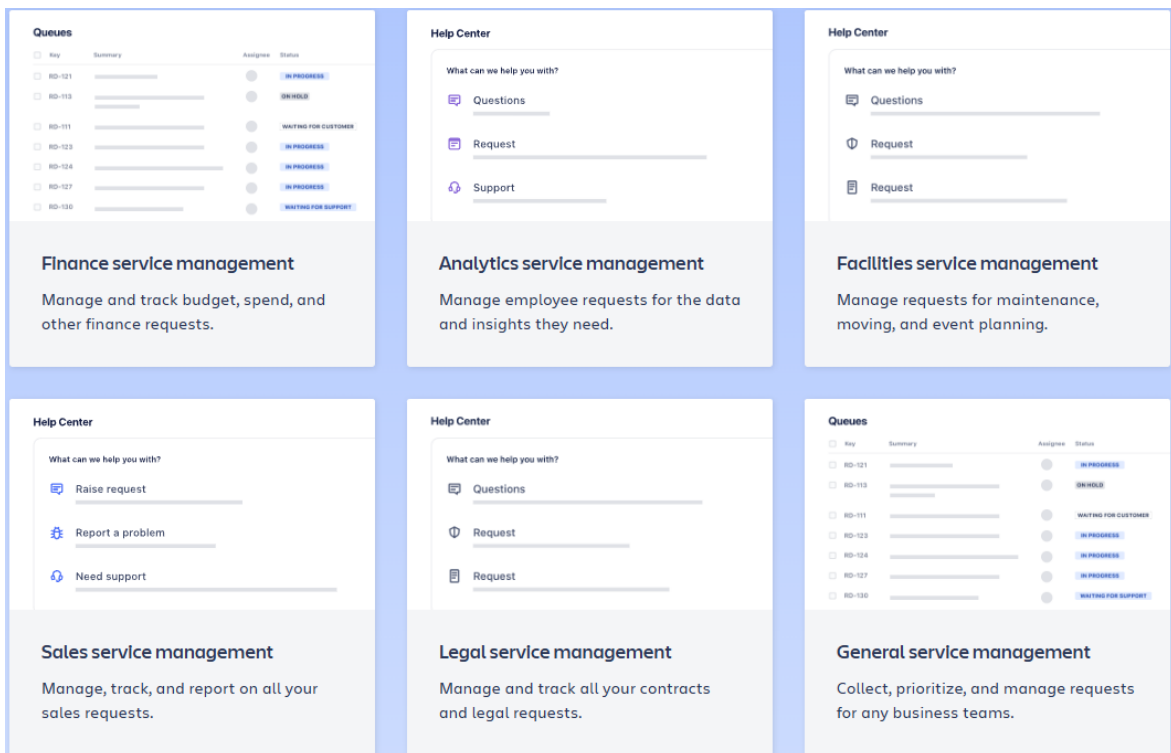 Queues
Key Summary Assignee Status
RD-121 IN PROGRESS
RD-113 ON HOLD
RD-111 WAITING FOR CUSTOMER
RD-123 IN PROGRESS
RD-124 IN PROGRESS
RD-127 IN PROGRESS
RD-130 WAITING FOR SUPPORT
Finance service management
Manage and track budget, spend, and
other finance requests.
Help Center
What can we help you with?
Questions
Request
Support
Analytics service management
Manage employee requests for the data
and insights they need.
Help Center
What can we help you with?
Questions
Request
Request
Facilities service management
Manage requests for maintenance,
moving, and event planning.
Help Center
What can we help you with?
Raise request
Report a problem
Need support
Sales service management
Manage, track, and report on all your
sales requests.
Help Center
What can we help you with?
Questions
Request
Request
Legal service management
Manage and track all your contracts
and legal requests.
Queues
Key Summary Assignee Status
RD-121 IN PROGRESS
RD-113 ON HOLD
RD-111 WAITING FOR CUSTOMER
RD-123 IN PROGRESS
RD-124 IN PROGRESS
RD-127 IN PROGRESS
RD-130 WAITING FOR SUPPORT
General service management
Collect, prioritize, and manage requests
for any business teams.